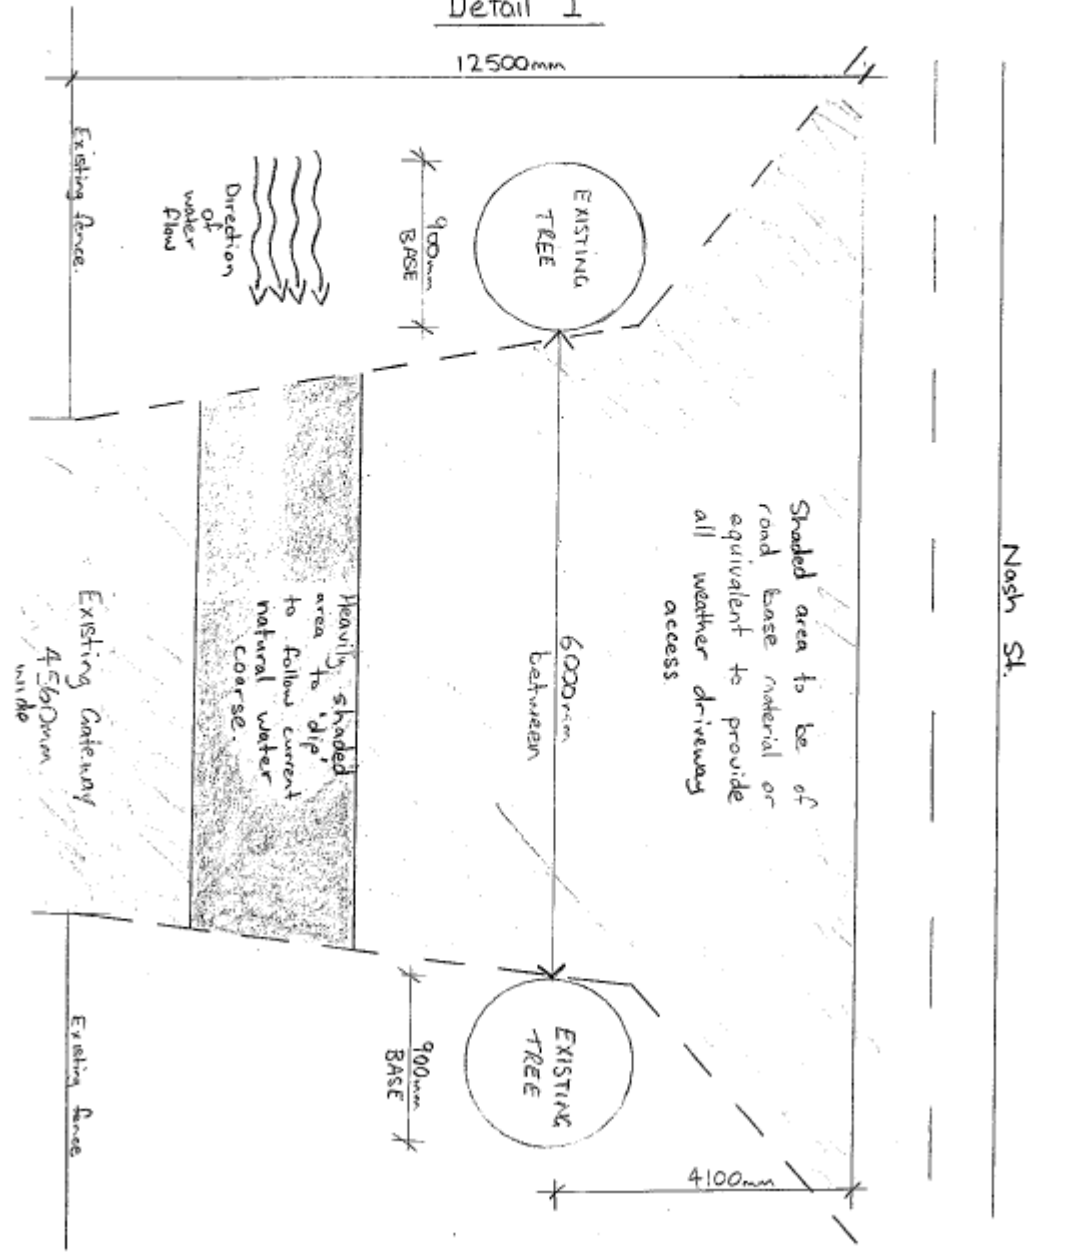 Detail 1
12500mm
Nash St.
Existing fence.
Direction
of
water
flow
900mm
BASE
EXISTING
TREE
Shaded area to be of
road base material or
equivalent to provide
all weather driveway
access.
6000mm
between
Heavily shaded
area to 'dip'
to follow current
natural water
coarse.
Existing Gateway
4560mm
wide
Existing fence
900mm
BASE
EXISTING
TREE
4100mm